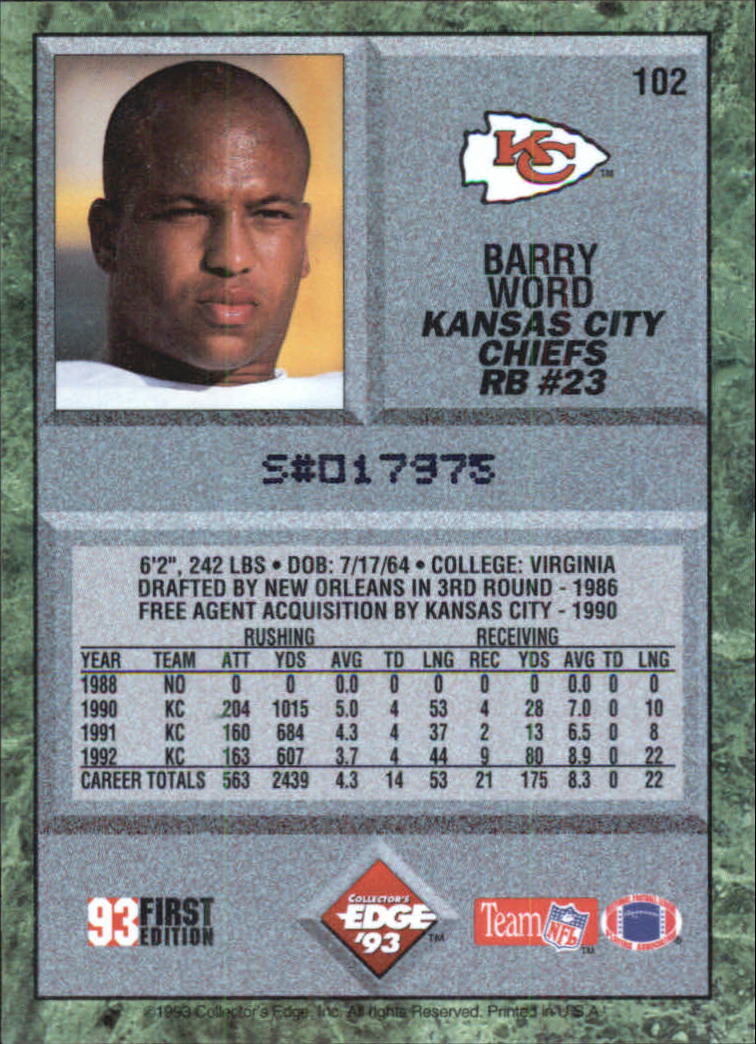 102
KC
TM
BARRY
WORD
KANSAS CITY
CHIEFS
RB #23
S#017975
6'2", 242 LBS • DOB: 7/17/64 • COLLEGE: VIRGINIA
DRAFTED BY NEW ORLEANS IN 3RD ROUND - 1986
FREE AGENT ACQUISITION BY KANSAS CITY - 1990
RUSHING RECEIVING
YEAR TEAM ATT YDS AVG TD LNG REC YDS AVG TD LNG
1988 NO 0 0 0.0 0 0 0 0 0.0 0 0
1990 KC 204 1015 5.0 4 53 4 28 7.0 0 10
1991 KC 160 684 4.3 4 37 2 13 6.5 0 8
1992 KC 163 607 3.7 4 44 9 80 8.9 0 22
CAREER TOTALS 563 2439 4.3 14 53 21 175 8.3 0 22
93 FIRST
EDITION
COLLECTOR'S
EDGE
'93
TM
Team NFL
TM
©1993 Collector's Edge, Inc. All rights Reserved. Printed in U.S.A.